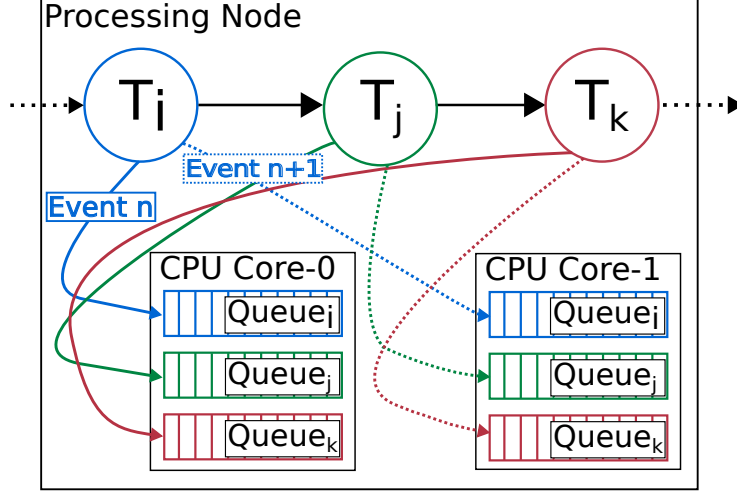 Processing Node
Ti
Tj
Tk
Event n+1
Event n
CPU Core-0
Queuei
Queuej
Queuek
CPU Core-1
Queuei
Queuej
Queuek